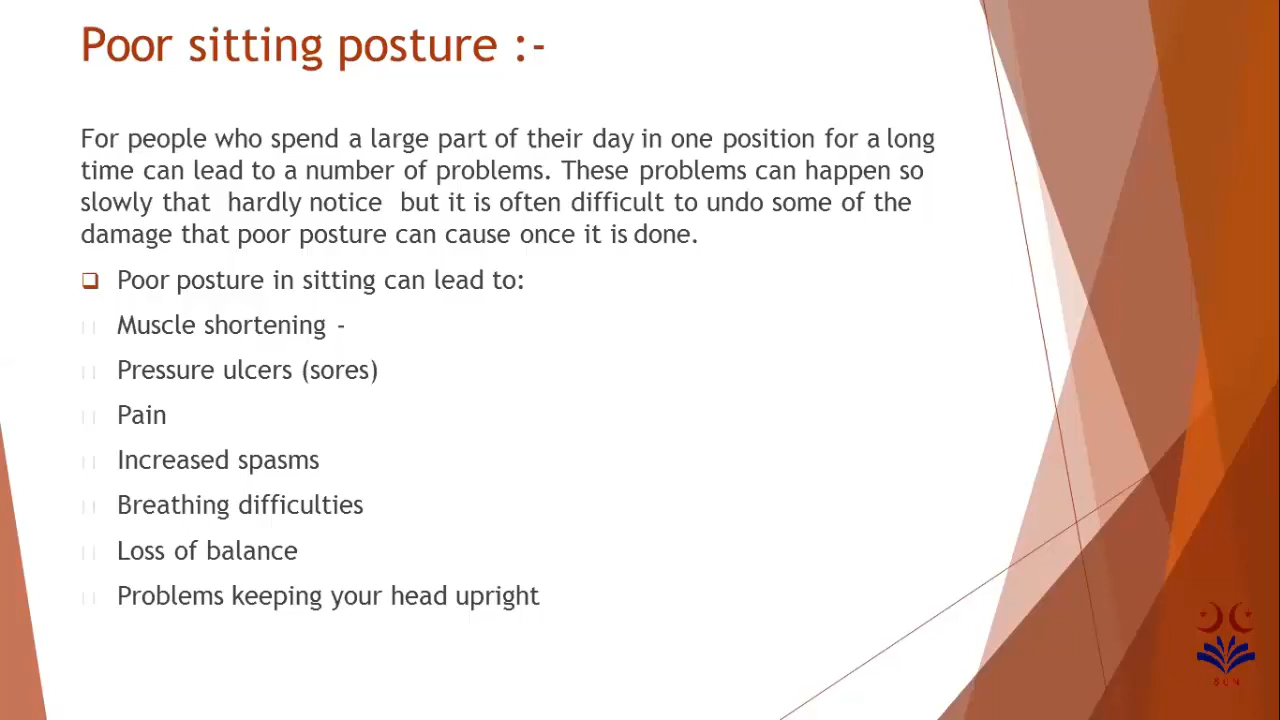 Poor sitting posture :-
For people who spend a large part of their day in one position for a long
time can lead to a number of problems. These problems can happen so
slowly that hardly notice but it is often difficult to undo some of the
damage that poor posture can cause once it is done.
Poor posture in sitting can lead to:
Muscle shortening -
Pressure ulcers (sores)
Pain
Increased spasms
Breathing difficulties
Loss of balance
Problems keeping your head upright